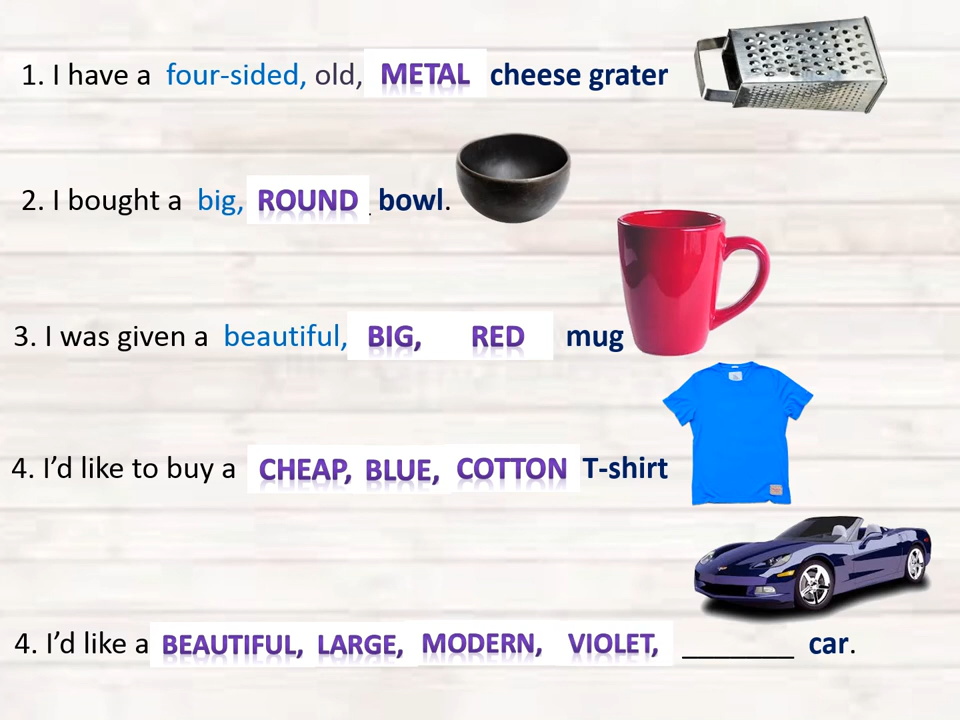 1. I have a four-sided, old, METAL cheese grater
2. I bought a big, ROUND bowl.
3. I was given a beautiful, BIG, RED mug
4. I'd like to buy a CHEAP, BLUE, COTTON T-shirt
4. I'd like a BEAUTIFUL, LARGE, MODERN, VIOLET, ________ car.